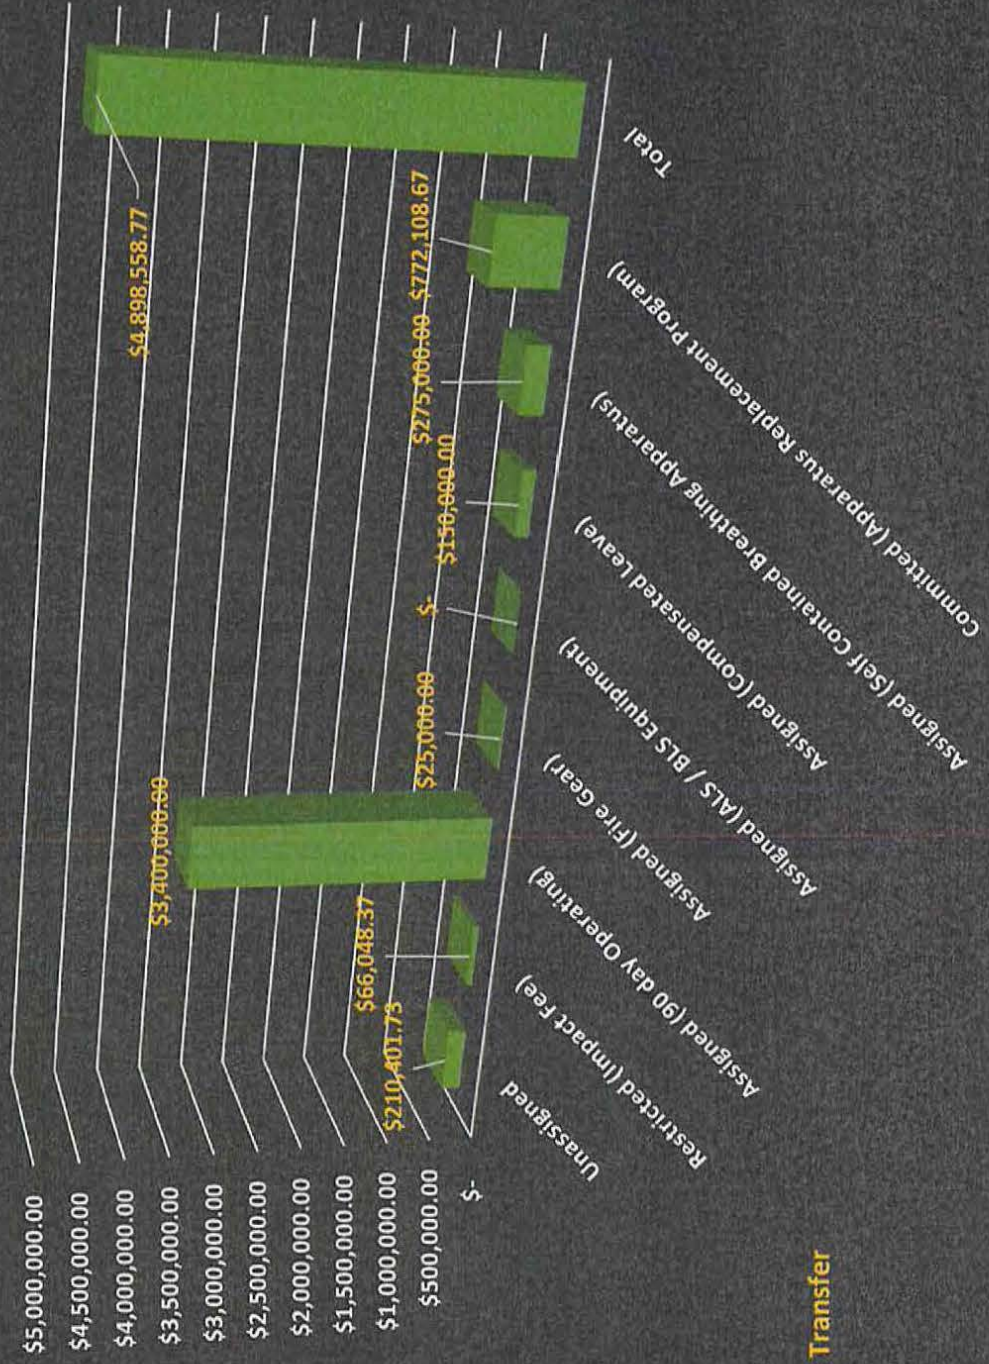 $5,000,000.00
$4,500,000.00
$4,000,000.00
$3,500,000.00
$3,000,000.00
$2,500,000.00
$2,000,000.00
$1,500,000.00
$1,000,000.00
$500,000.00
$-
$210,401.73
$66,048.37
$3,400,000.00
$25,000.00
$-
$150,000.00
$275,000.00
$772,108.67
$4,898,558.77
Unassigned
Restricted (Impact Fee)
Assigned (90 day Operating)
Assigned (Fire Gear)
Assigned (ALS / BLS Equipment)
Assigned (Compensated Leave)
Assigned (Self Contained Breathing Apparatus)
Committed (Apparatus Replacement Program)
Total
Transfer